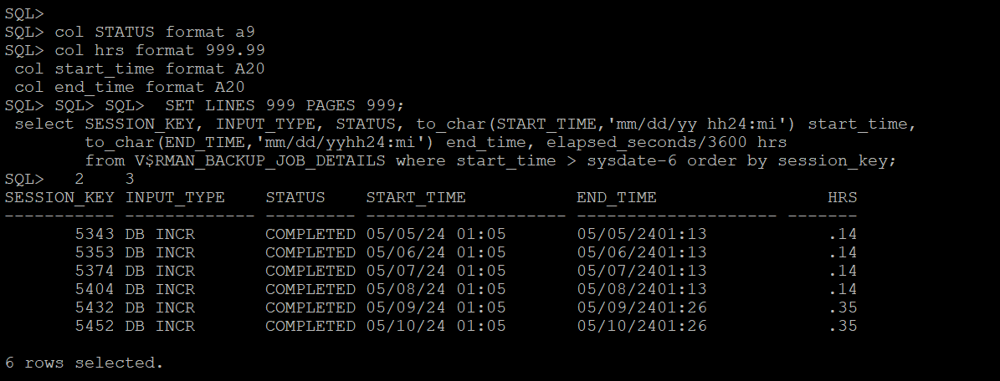 SQL>
SQL> col STATUS format a9
SQL> col hrs format 999.99
 col start_time format A20
 col end_time format A20
SQL> SQL> SQL>  SET LINES 999 PAGES 999;
 select SESSION_KEY, INPUT_TYPE, STATUS, to_char(START_TIME,'mm/dd/yy hh24:mi') start_time,
        to_char(END_TIME,'mm/dd/yyhh24:mi') end_time, elapsed_seconds/3600 hrs
        from V$RMAN_BACKUP_JOB_DETAILS where start_time > sysdate-6 order by session_key;
SQL>   2    3
SESSION_KEY INPUT_TYPE    STATUS    START_TIME           END_TIME                 HRS
----------- ------------- --------- -------------------- -------------------- -------
       5343 DB INCR       COMPLETED 05/05/24 01:05       05/05/2401:13            .14
       5353 DB INCR       COMPLETED 05/06/24 01:05       05/06/2401:13            .14
       5374 DB INCR       COMPLETED 05/07/24 01:05       05/07/2401:13            .14
       5404 DB INCR       COMPLETED 05/08/24 01:05       05/08/2401:13            .14
       5432 DB INCR       COMPLETED 05/09/24 01:05       05/09/2401:26            .35
       5452 DB INCR       COMPLETED 05/10/24 01:05       05/10/2401:26            .35

6 rows selected.